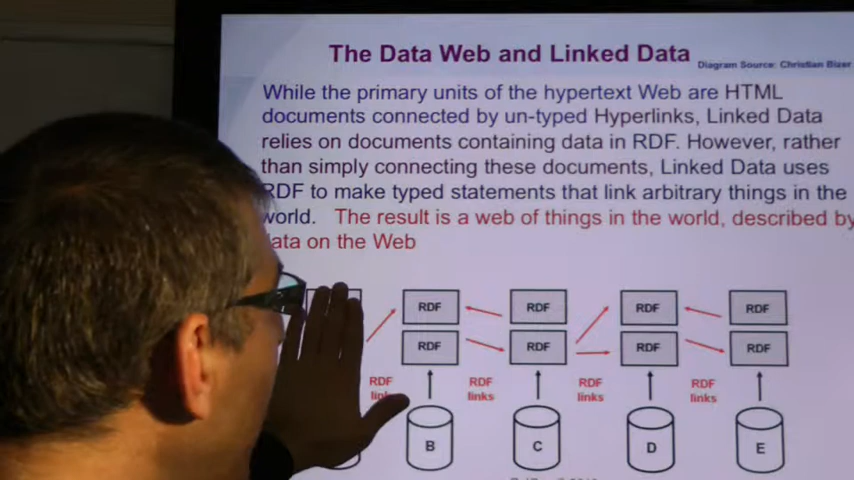 The Data Web and Linked Data
Diagram Source: Christian Bizer
While the primary units of the hypertext Web are HTML
documents connected by un-typed Hyperlinks, Linked Data
relies on documents containing data in RDF. However, rather
than simply connecting these documents, Linked Data uses
RDF to make typed statements that link arbitrary things in the
world. The result is a web of things in the world, described by
data on the Web
RDF RDF RDF RDF
RDF RDF RDF RDF
RDF RDF RDF RDF
links links links links
B C D E